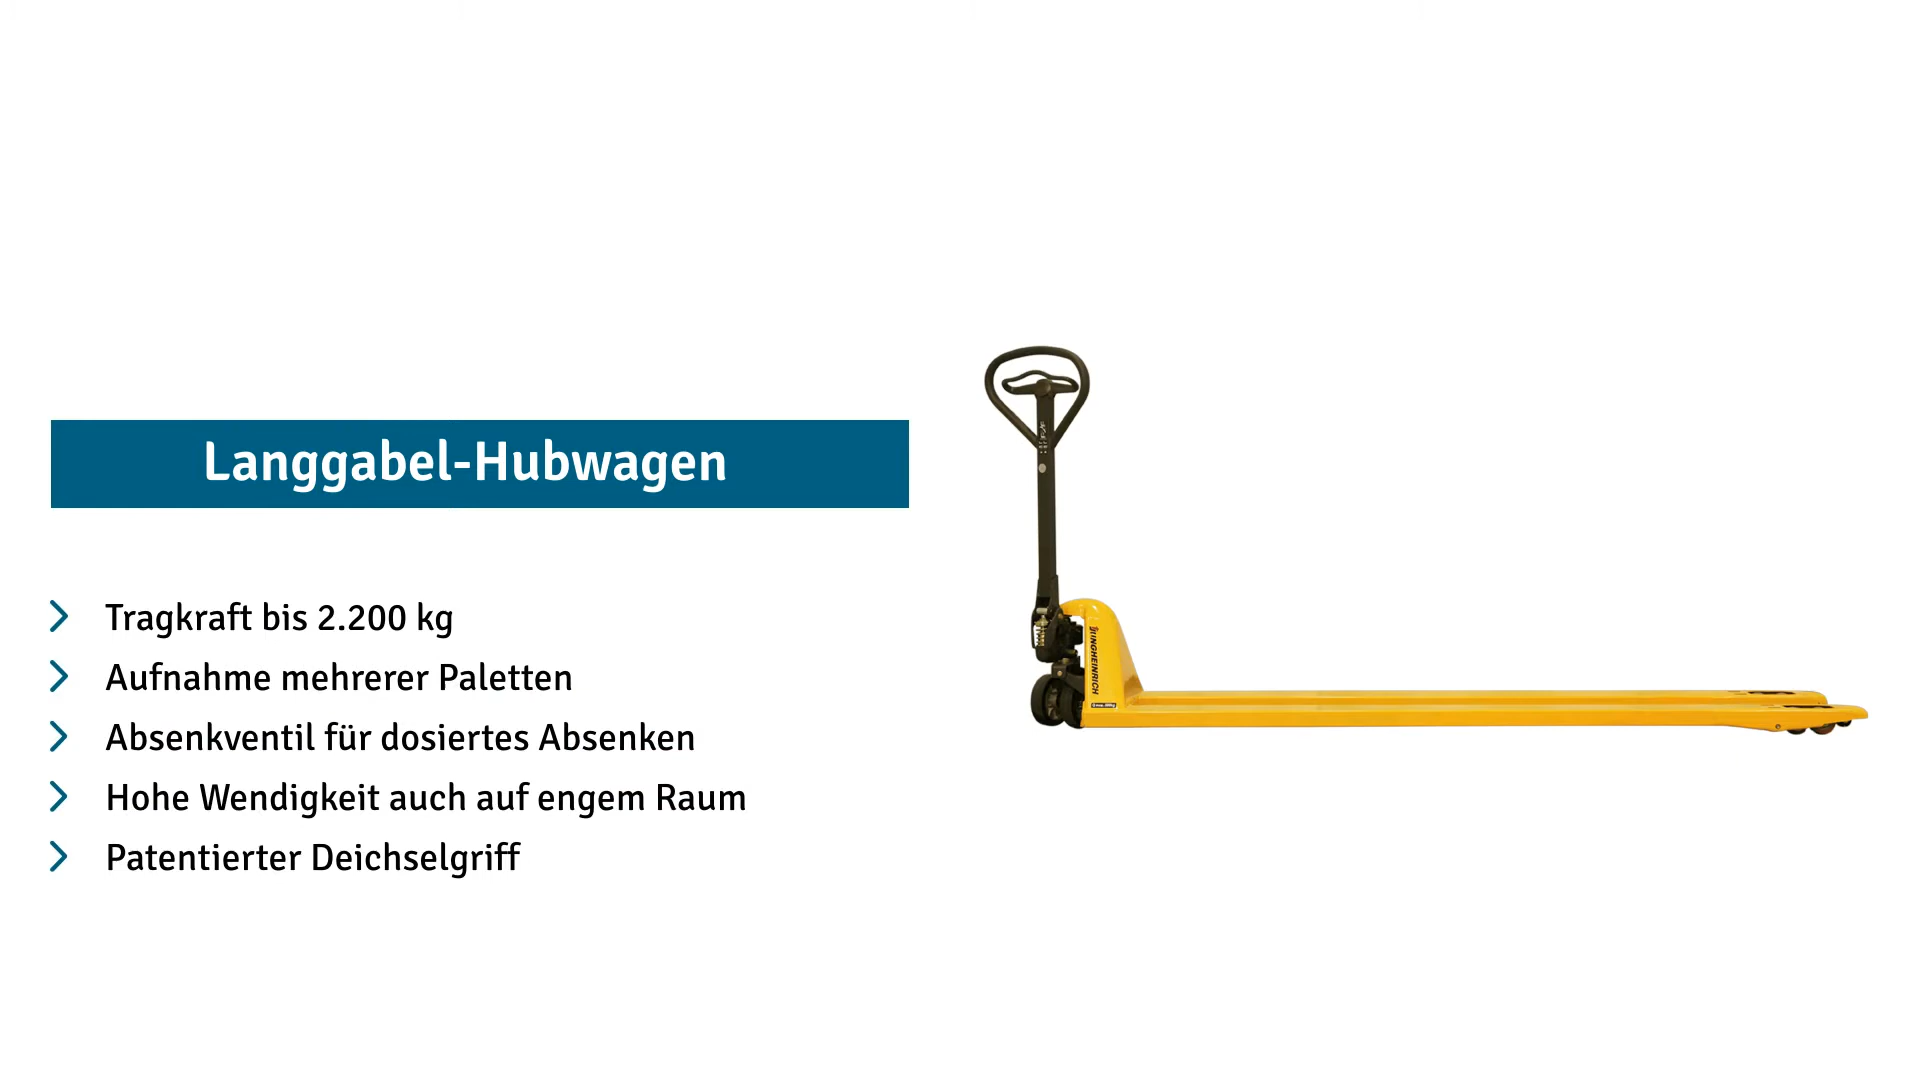 Langgabel-Hubwagen
Tragkraft bis 2.200 kg
Aufnahme mehrerer Paletten
Absenkventil für dosiertes Absenken
Hohe Wendigkeit auch auf engem Raum
Patentierter Deichselgriff
JUNGHEINRICH